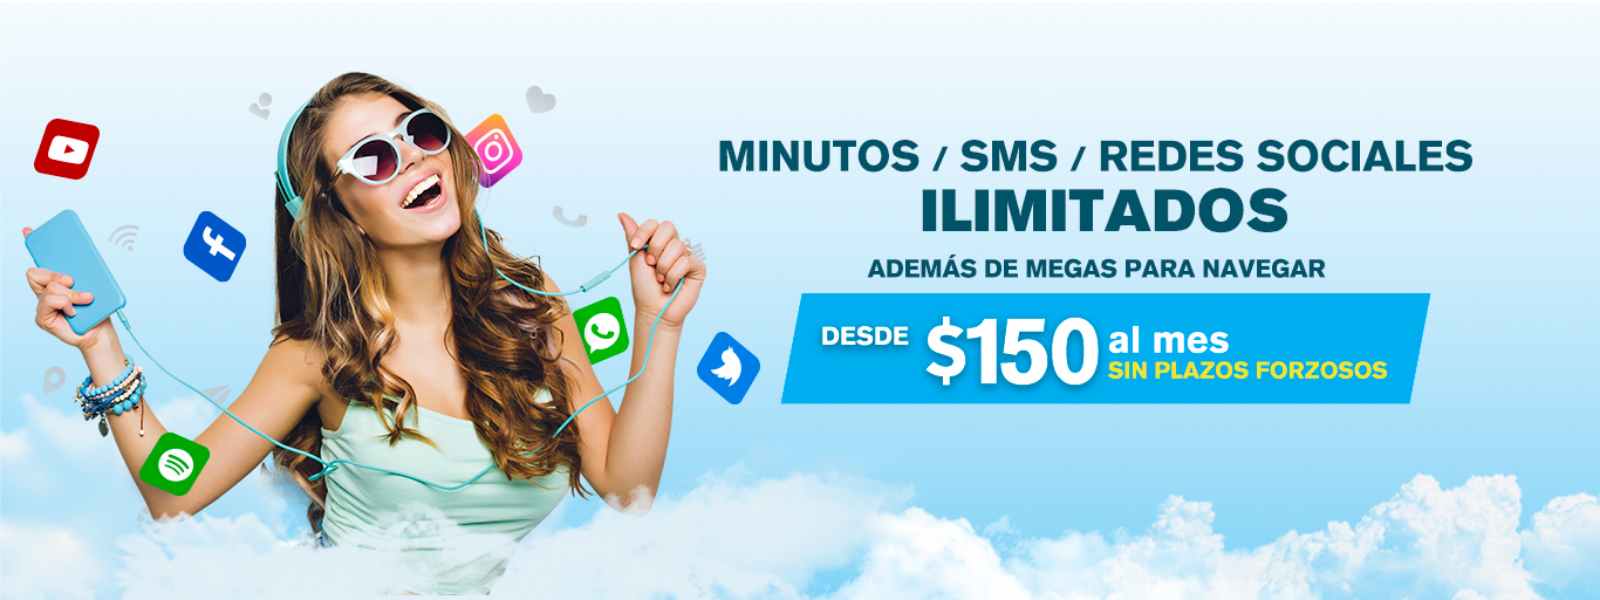 MINUTOS / SMS / REDES SOCIALES
ILIMITADOS
ADEMÁS DE MEGAS PARA NAVEGAR
DESDE $150 al mes
SIN PLAZOS FORZOSOS